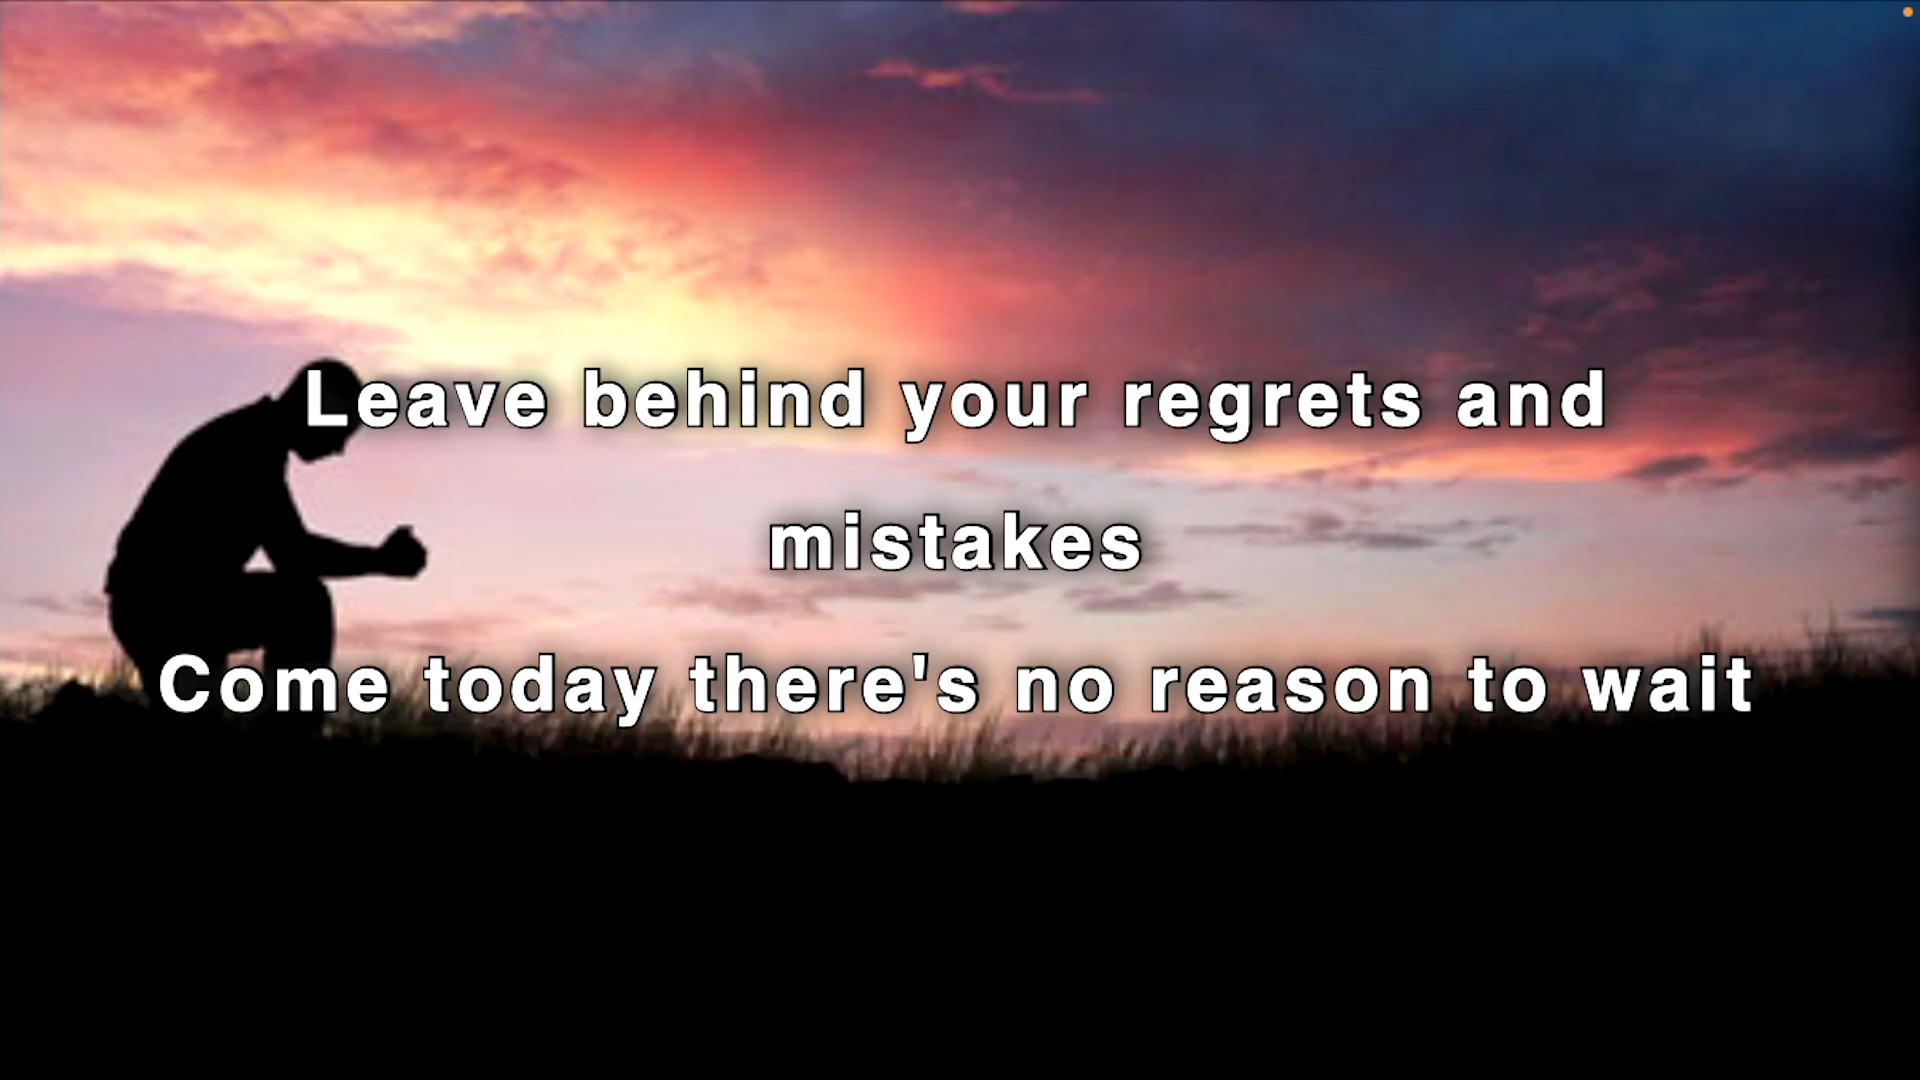 Leave behind your regrets and
mistakes
Come today there's no reason to wait